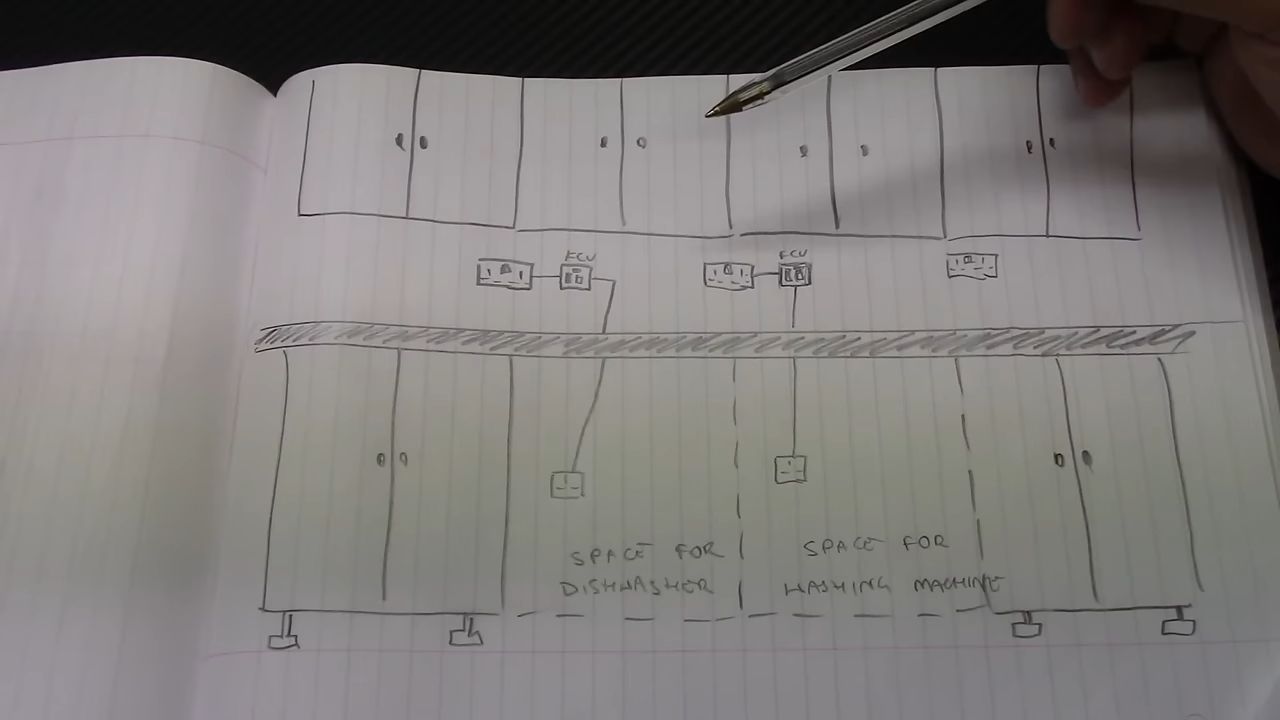 FCU
FCU
SPACE FOR
DISHWASHER
SPACE FOR
WASHING MACHINE